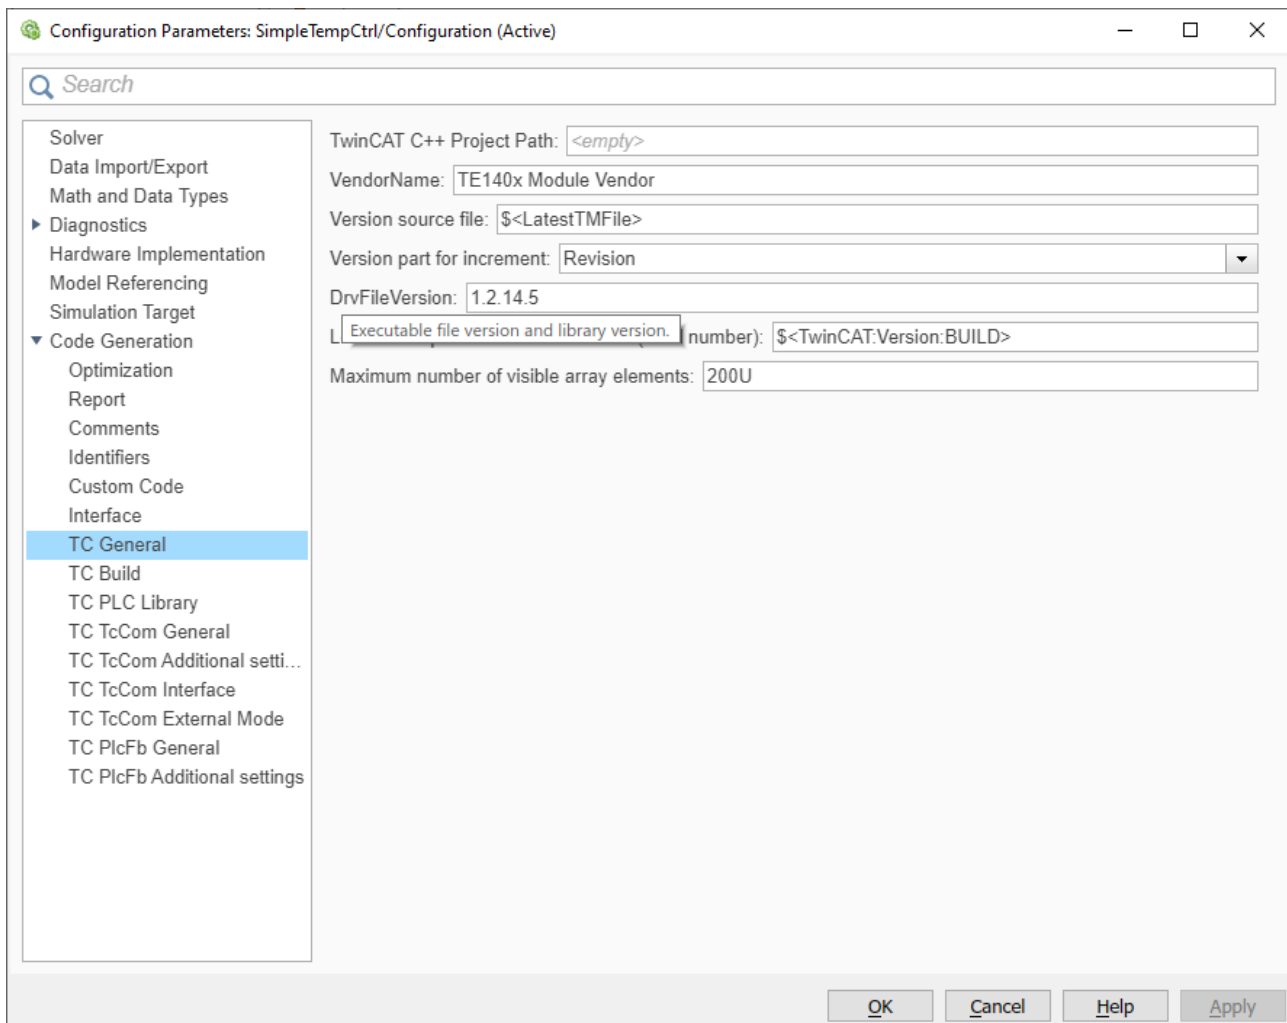 Configuration Parameters: SimpleTempCtrl/Configuration (Active)
Search
Solver
Data Import/Export
Math and Data Types
Diagnostics
Hardware Implementation
Model Referencing
Simulation Target
Code Generation
Optimization
Report
Comments
Identifiers
Custom Code
Interface
TC General
TC Build
TC PLC Library
TC TcCom General
TC TcCom Additional setti...
TC TcCom Interface
TC TcCom External Mode
TC PlcFb General
TC PlcFb Additional settings
TwinCAT C++ Project Path: <empty>
VendorName: TE140x Module Vendor
Version source file: $<LatestTMFile>
Version part for increment: Revision
DrvFileVersion: 1.2.14.5
Executable file version and library version.
number): $<TwinCAT:Version:BUILD>
Maximum number of visible array elements: 200U
OK Cancel Help Apply